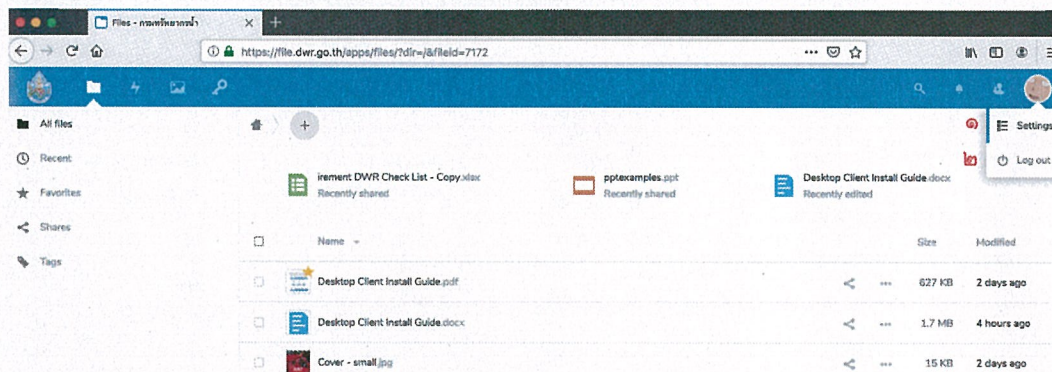 Files - กรมทรัพยากรน้ำ
https://file.dwr.go.th/apps/files/?dir=/&fileid=7172
All files
๑ Settings
Recent
๒ Log out
irement DWR Check List - Copy.xlsx
Recently shared
pptexamples.ppt
Recently shared
Desktop Client Install Guide.docx
Recently edited
Favorites
Shares
Name Size Modified
Tags
Desktop Client Install Guide.pdf 627 KB 2 days ago
Desktop Client Install Guide.docx 1.7 MB 4 hours ago
Cover - small.jpg 15 KB 2 days ago